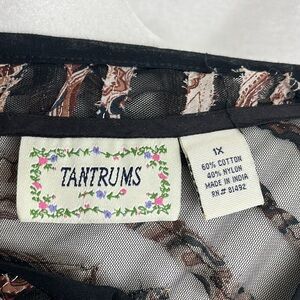 TANTRUMS
1X
60% COTTON
40% NYLON
MADE IN INDIA
RN# 81492